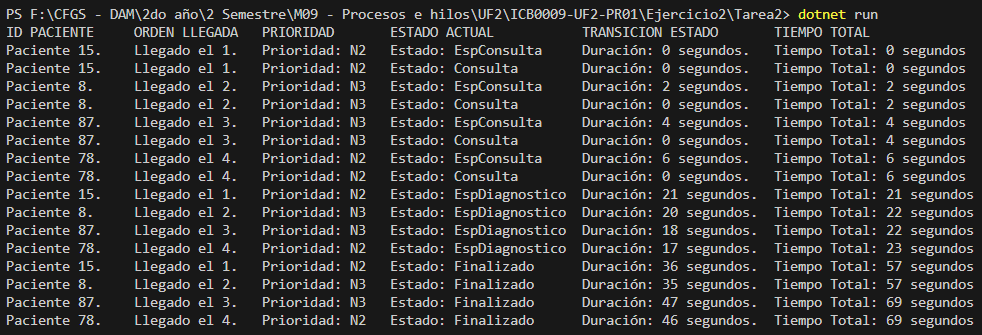 PS F:\CFGS - DAM\2do año\2 Semestre\M09 - Procesos e hilos\UF2\ICB0009-UF2-PR01\Ejercicio2\Tarea2> dotnet run
ID PACIENTE     ORDEN LLEGADA   PRIORIDAD       ESTADO ACTUAL           TRANSICION ESTADO       TIEMPO TOTAL
Paciente 15.    Llegado el 1.   Prioridad: N2   Estado: EspConsulta     Duración: 0 segundos.   Tiempo Total: 0 segundos
Paciente 15.    Llegado el 1.   Prioridad: N2   Estado: Consulta        Duración: 0 segundos.   Tiempo Total: 0 segundos
Paciente 8.     Llegado el 2.   Prioridad: N3   Estado: EspConsulta     Duración: 2 segundos.   Tiempo Total: 2 segundos
Paciente 8.     Llegado el 2.   Prioridad: N3   Estado: Consulta        Duración: 0 segundos.   Tiempo Total: 2 segundos
Paciente 87.    Llegado el 3.   Prioridad: N3   Estado: EspConsulta     Duración: 4 segundos.   Tiempo Total: 4 segundos
Paciente 87.    Llegado el 3.   Prioridad: N3   Estado: Consulta        Duración: 0 segundos.   Tiempo Total: 4 segundos
Paciente 78.    Llegado el 4.   Prioridad: N2   Estado: EspConsulta     Duración: 6 segundos.   Tiempo Total: 6 segundos
Paciente 78.    Llegado el 4.   Prioridad: N2   Estado: Consulta        Duración: 0 segundos.   Tiempo Total: 6 segundos
Paciente 15.    Llegado el 1.   Prioridad: N2   Estado: EspDiagnostico  Duración: 21 segundos.  Tiempo Total: 21 segundos
Paciente 8.     Llegado el 2.   Prioridad: N3   Estado: EspDiagnostico  Duración: 20 segundos.  Tiempo Total: 22 segundos
Paciente 87.    Llegado el 3.   Prioridad: N3   Estado: EspDiagnostico  Duración: 18 segundos.  Tiempo Total: 22 segundos
Paciente 78.    Llegado el 4.   Prioridad: N2   Estado: EspDiagnostico  Duración: 17 segundos.  Tiempo Total: 23 segundos
Paciente 15.    Llegado el 1.   Prioridad: N2   Estado: Finalizado      Duración: 36 segundos.  Tiempo Total: 57 segundos
Paciente 8.     Llegado el 2.   Prioridad: N3   Estado: Finalizado      Duración: 35 segundos.  Tiempo Total: 57 segundos
Paciente 87.    Llegado el 3.   Prioridad: N3   Estado: Finalizado      Duración: 47 segundos.  Tiempo Total: 69 segundos
Paciente 78.    Llegado el 4.   Prioridad: N2   Estado: Finalizado      Duración: 46 segundos.  Tiempo Total: 69 segundos